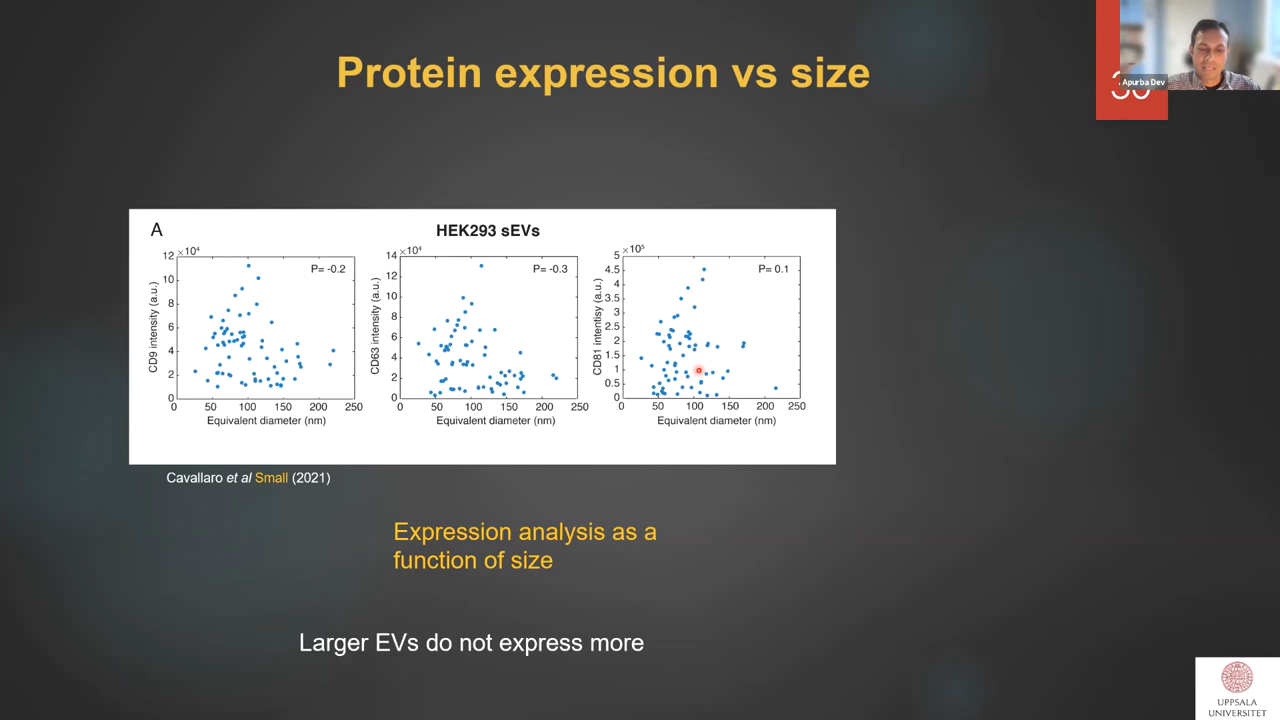 Protein expression vs size
Apurba Dev
A
HEK293 sEVs
×10⁴
12
10
8
6
4
2
0
CD9 intensity (a.u.)
P= -0.2
0 50 100 150 200 250
Equivalent diameter (nm)
×10⁴
14
12
10
8
6
4
2
0
CD63 intensity (a.u.)
P= -0.3
0 50 100 150 200 250
Equivalent diameter (nm)
×10⁵
5
4.5
4
3.5
3
2.5
2
1.5
1
0.5
0
CD81 intentisy (a.u.)
P= 0.1
0 50 100 150 200 250
Equivalent diameter (nm)
Cavallaro et al Small (2021)
Expression analysis as a
function of size
Larger EVs do not express more
UPPSALA
UNIVERSITET